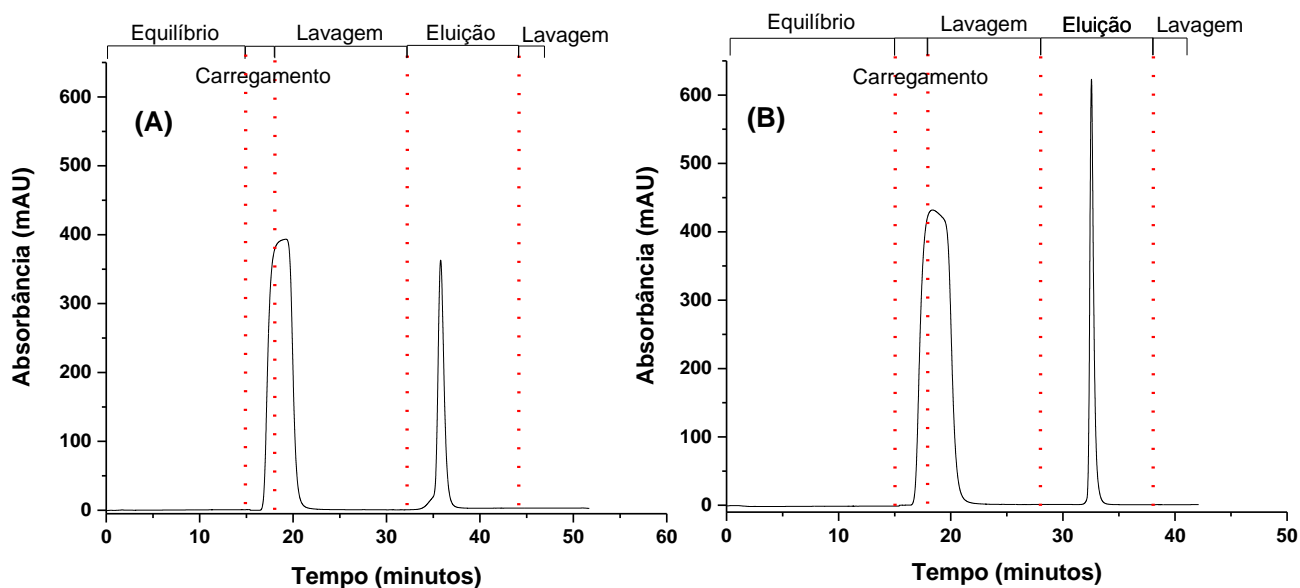 Equilíbrio Lavagem Eluição Lavagem
Carregamento
(A)
600
500
400
300
200
100
0
Absorbância (mAU)
0 10 20 30 40 50 60
Tempo (minutos)
Equilíbrio Lavagem Eluição Lavagem
Carregamento
(B)
600
500
400
300
200
100
0
Absorbância (mAU)
0 10 20 30 40 50
Tempo (minutos)